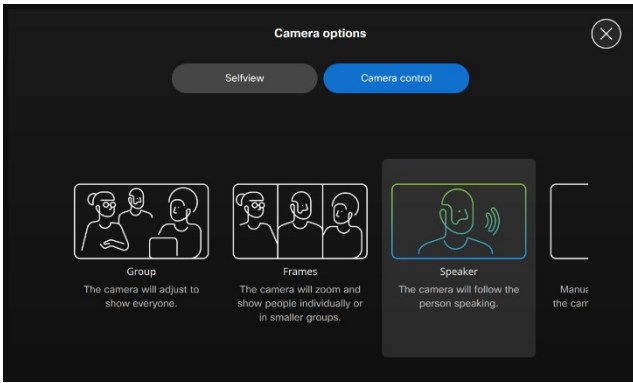 Camera options
Selfview
Camera control
Group
The camera will adjust to
show everyone.
Frames
The camera will zoom and
show people individually or
in smaller groups.
Speaker
The camera will follow the
person speaking.
the